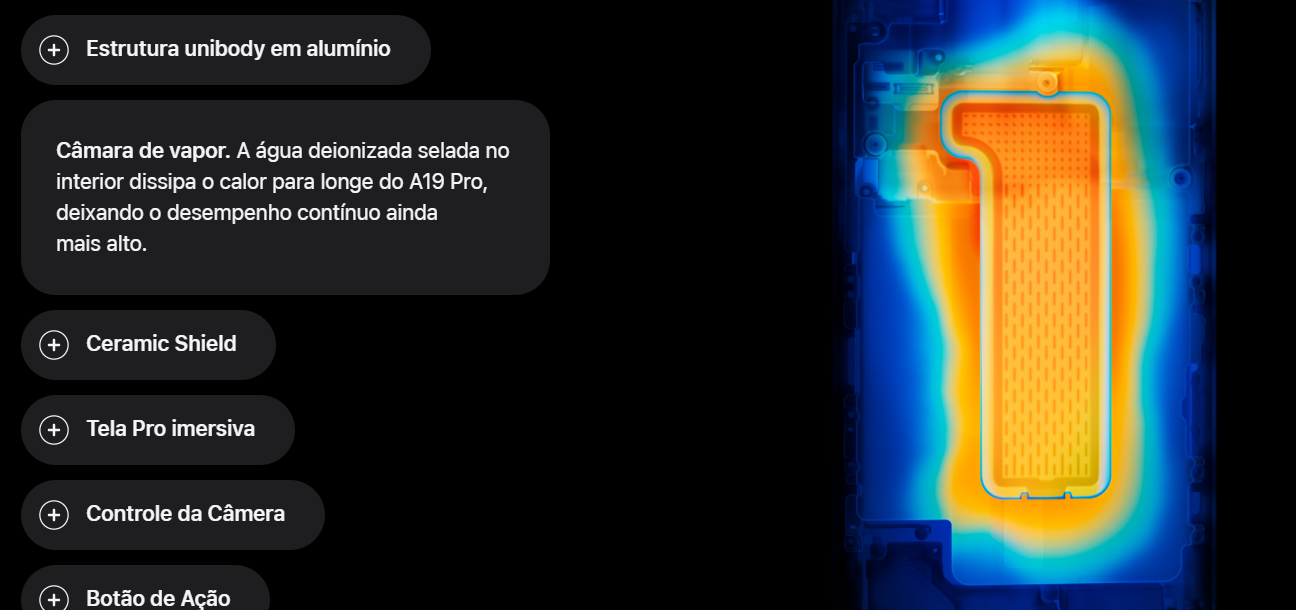 Estrutura unibody em alumínio
Câmara de vapor. A água deionizada selada no
interior dissipa o calor para longe do A19 Pro,
deixando o desempenho contínuo ainda
mais alto.
Ceramic Shield
Tela Pro imersiva
Controle da Câmera
Botão de Ação